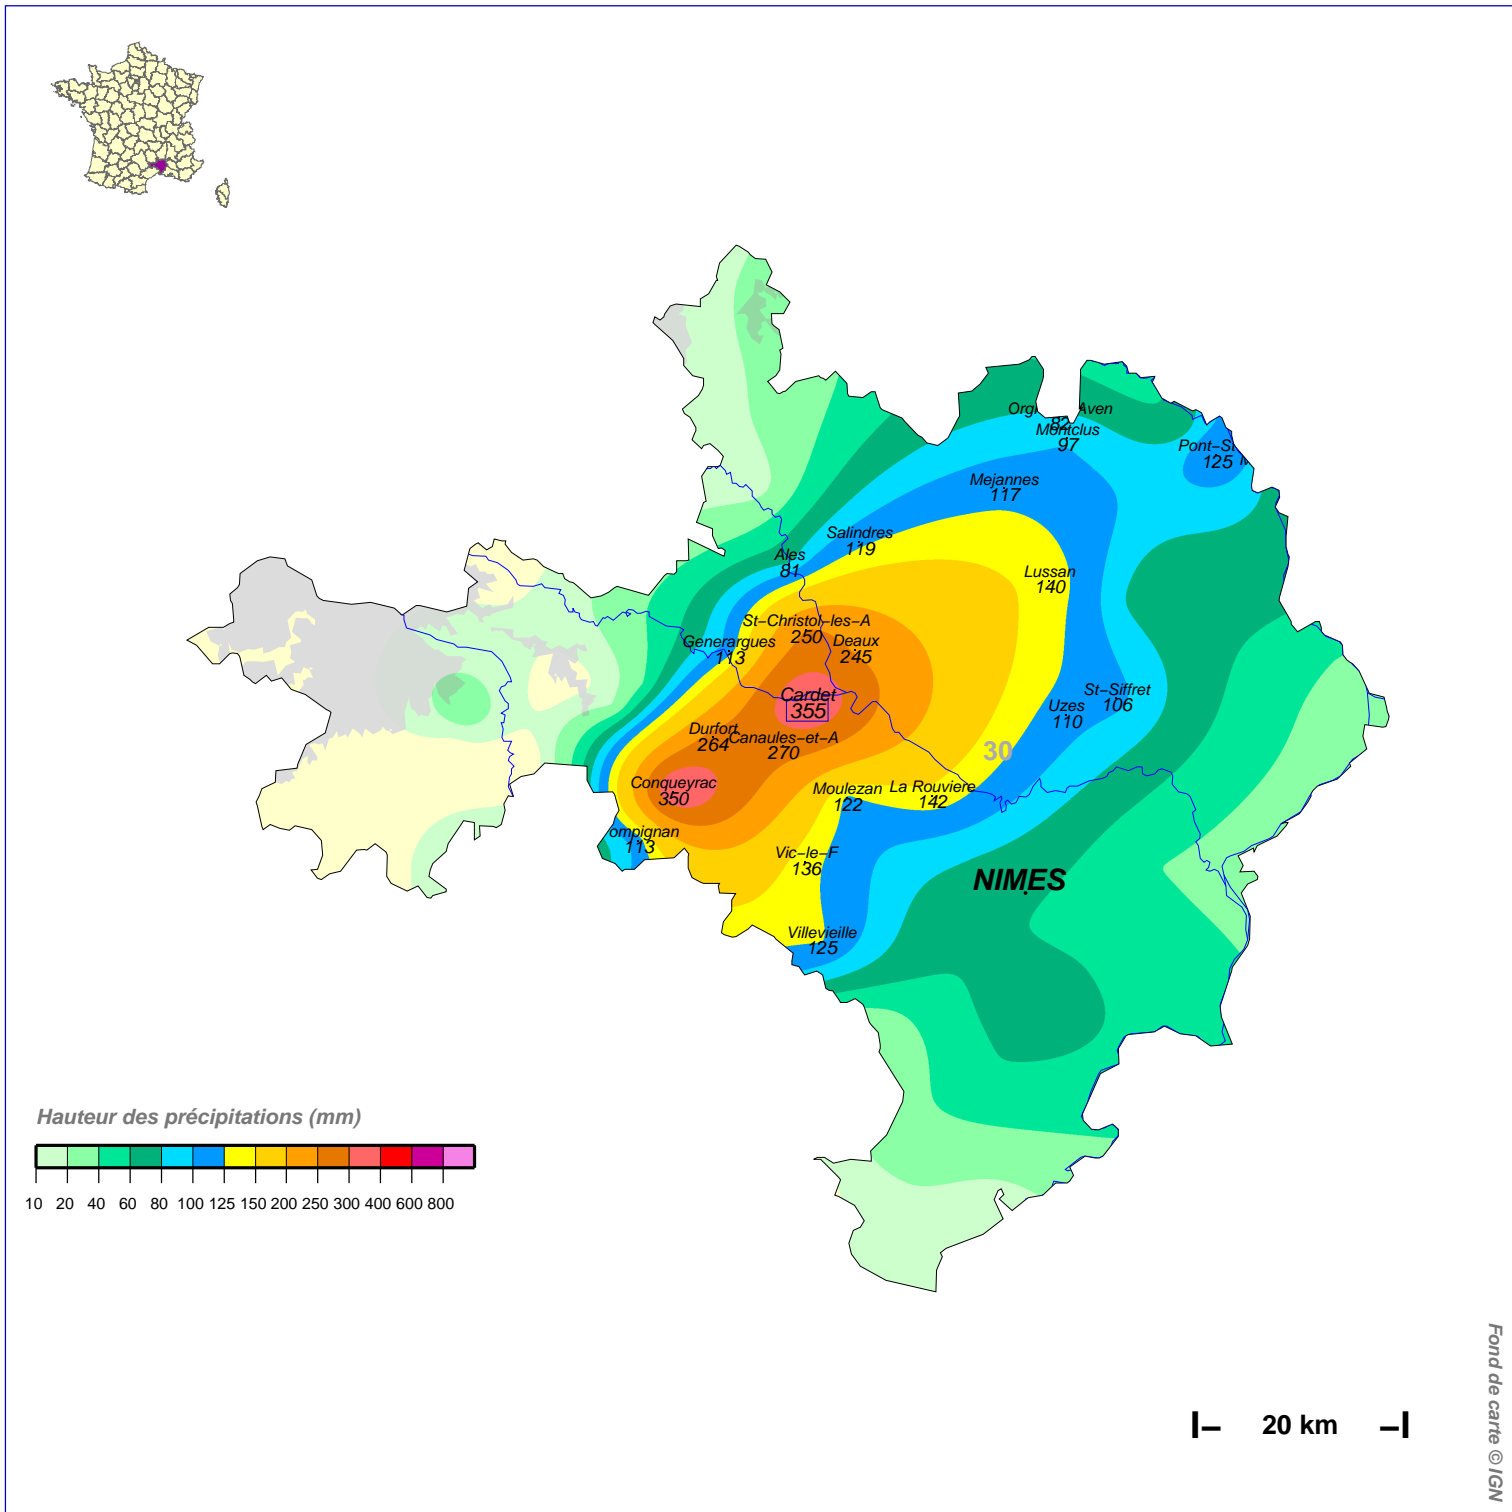 Orgn Aven
82
Montclus
97
Pont-St
125
Mejannes
117
Salindres
119
Ales
81
Lussan
140
St-Christol-les-A
250
Deaux
245
Generargues
113
Cardet
355
St-Siffret
106
Uzes
110
Durfort
264
Canaules-et-A
270
30
Conqueyrac
350
Moulezan
122
La Rouviere
142
ompignan
113
Vic-le-F
136
NIMES
Villevieille
125
Hauteur des précipitations (mm)
10 20 40 60 80 100 125 150 200 250 300 400 600 800
20 km
Fond de carte © IGN